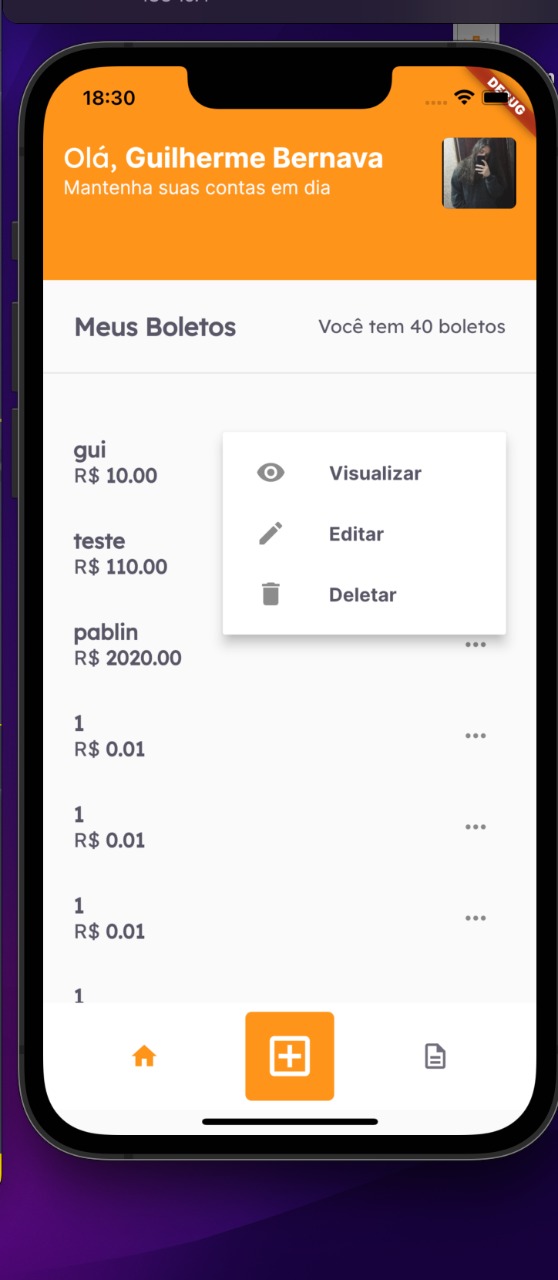 18:30
DEBUG
Olá, Guilherme Bernava
Mantenha suas contas em dia
Meus Boletos
Você tem 40 boletos
gui
R$ 10.00
Visualizar
teste
R$ 110.00
Editar
Deletar
pablin
R$ 2020.00
1
R$ 0.01
1
R$ 0.01
1
R$ 0.01
1